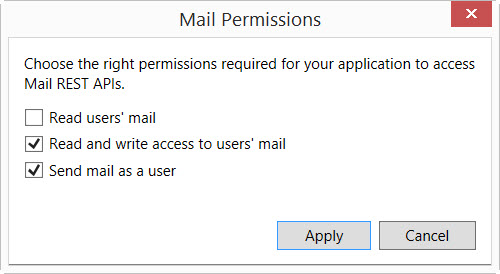 Mail Permissions
Choose the right permissions required for your application to access
Mail REST APIs.
Read users' mail
Read and write access to users' mail
Send mail as a user
Apply Cancel